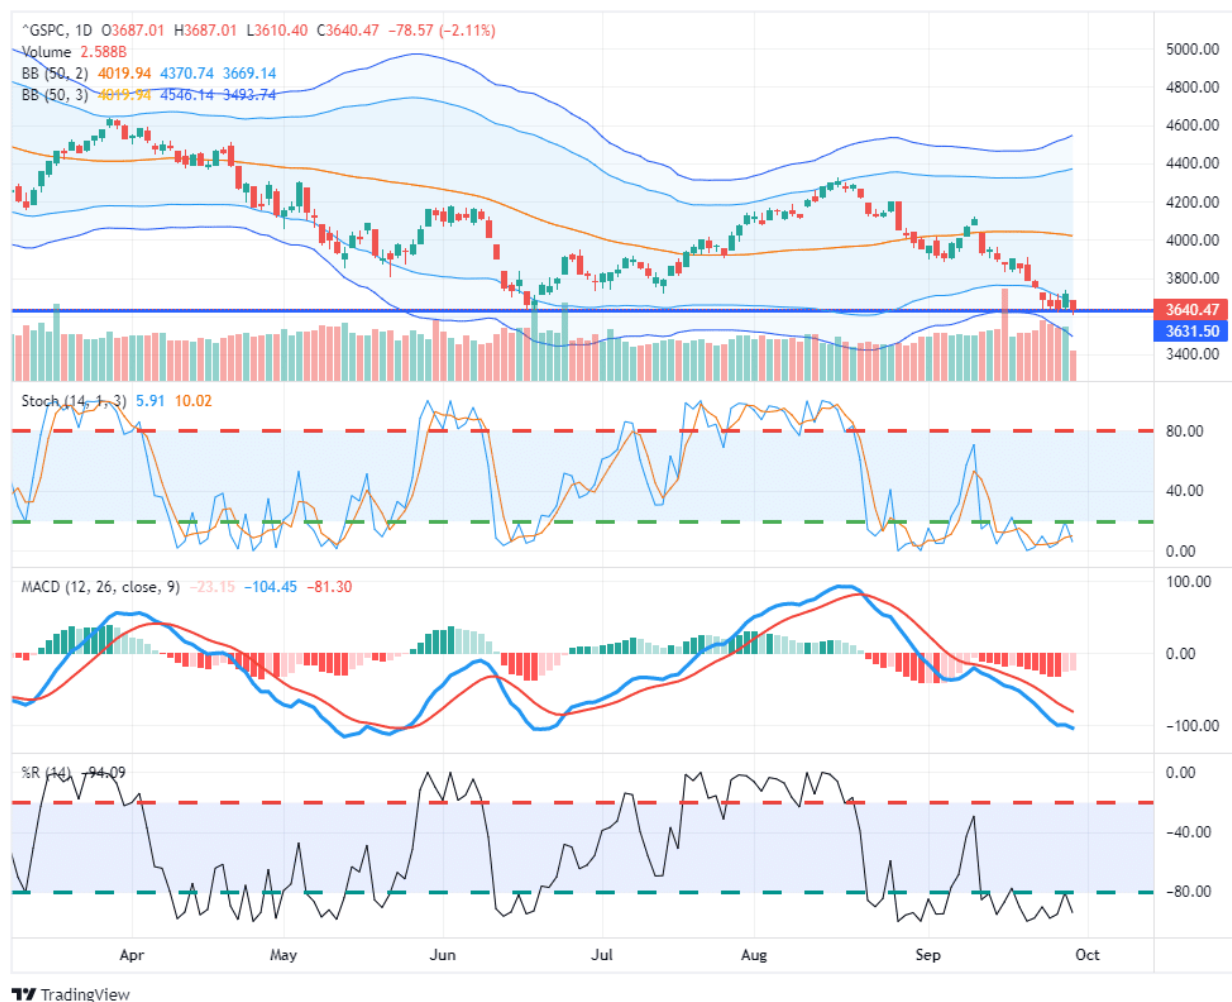 ^GSPC, 1D O3687.01 H3687.01 L3610.40 C3640.47 −78.57 (−2.11%)
Volume 2.588B
BB (50, 2) 4019.94 4370.74 3669.14
BB (50, 3) 4019.94 4546.14 3493.74
5000.00
4800.00
4600.00
4400.00
4200.00
4000.00
3800.00
3640.47
3631.50
3400.00
Stoch (14, 1, 3) 5.91 10.02
80.00
40.00
0.00
MACD (12, 26, close, 9) −23.15 −104.45 −81.30
100.00
0.00
−100.00
%R (14) −94.09
0.00
−40.00
−80.00
Apr May Jun Jul Aug Sep Oct
TradingView